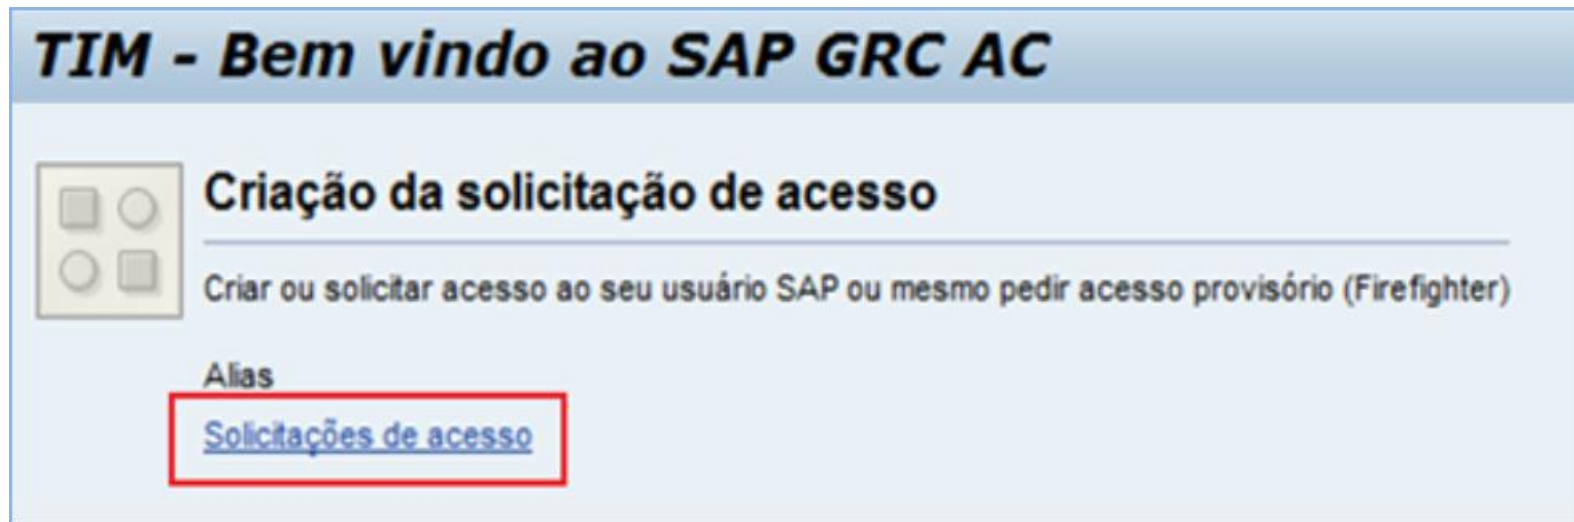 TIM - Bem vindo ao SAP GRC AC
Criação da solicitação de acesso
Criar ou solicitar acesso ao seu usuário SAP ou mesmo pedir acesso provisório (Firefighter)
Alias
Solicitações de acesso